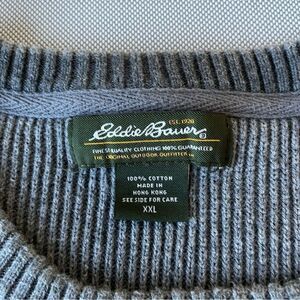 EST. 1920
Eddie Bauer®
FINEST QUALITY CLOTHING 100% GUARANTEED
THE ORIGINAL OUTDOOR OUTFITTER
100% COTTON
MADE IN
HONG KONG
SEE SIDE FOR CARE
XXL